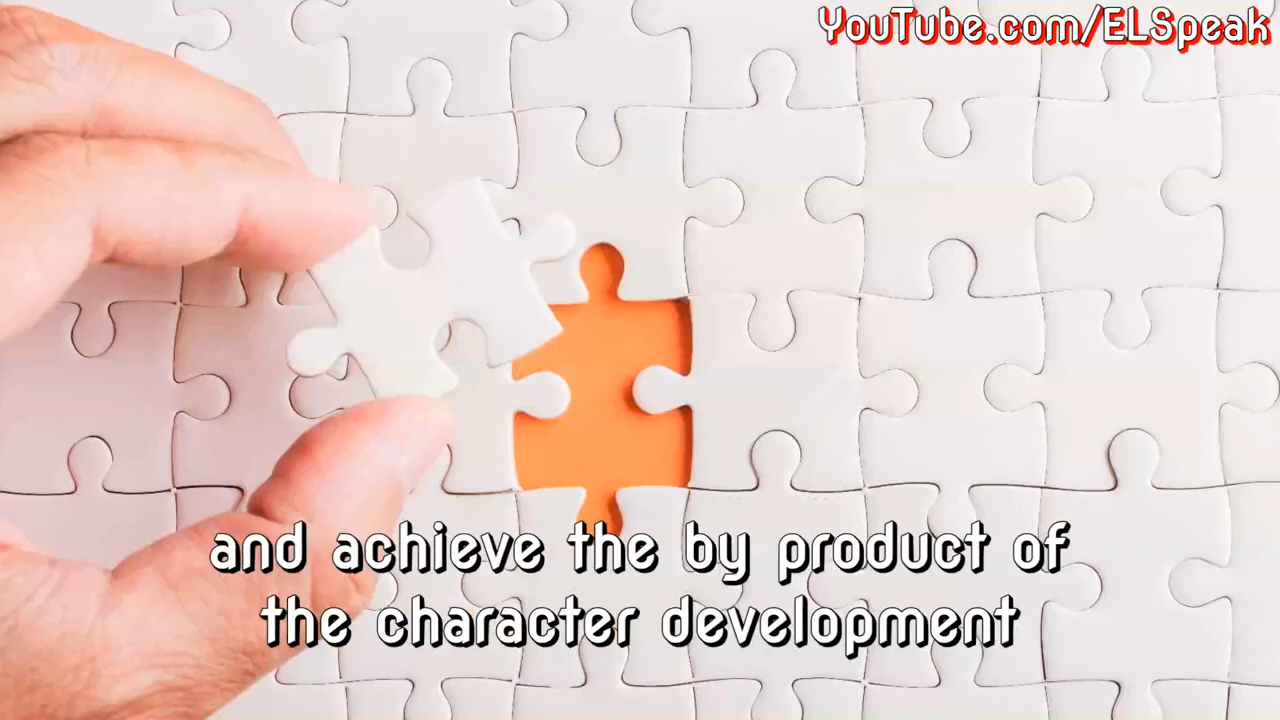 YouTube.com/ELSpeak
and achieve the by product of
the character development